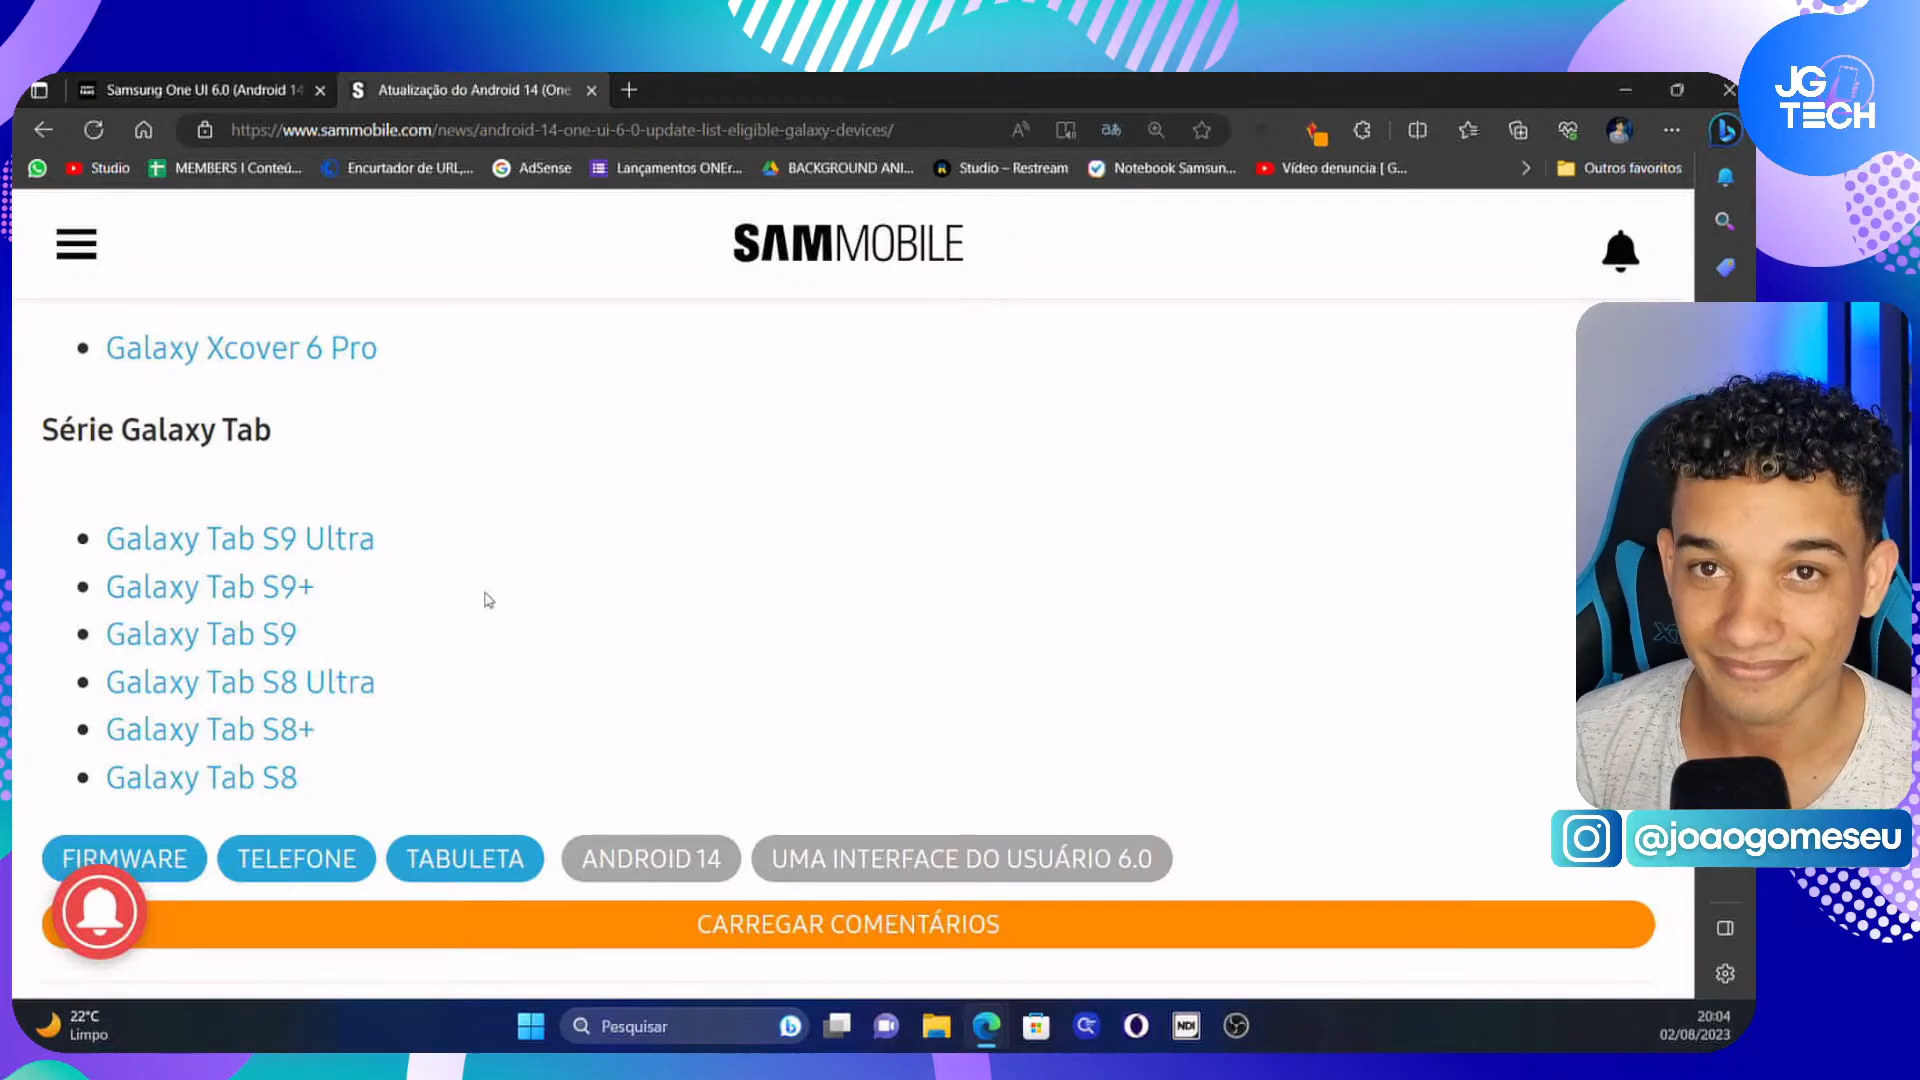 JG
TECH
Samsung One UI 6.0 (Android 14
Atualização do Android 14 (One
https://www.sammobile.com/news/android-14-one-ui-6-0-update-list-eligible-galaxy-devices/
Studio
MEMBERS I Conteú...
Encurtador de URL,...
AdSense
Lançamentos ONEr...
BACKGROUND ANI...
Studio – Restream
Notebook Samsun...
Vídeo denuncia [ G...
Outros favoritos
SAMMOBILE
Galaxy Xcover 6 Pro
Série Galaxy Tab
Galaxy Tab S9 Ultra
Galaxy Tab S9+
Galaxy Tab S9
Galaxy Tab S8 Ultra
Galaxy Tab S8+
Galaxy Tab S8
FIRMWARE
TELEFONE
TABULETA
ANDROID 14
UMA INTERFACE DO USUÁRIO 6.0
CARREGAR COMENTÁRIOS
@joaogomeseu
22°C
Limpo
Pesquisar
NDI
20:04
02/08/2023